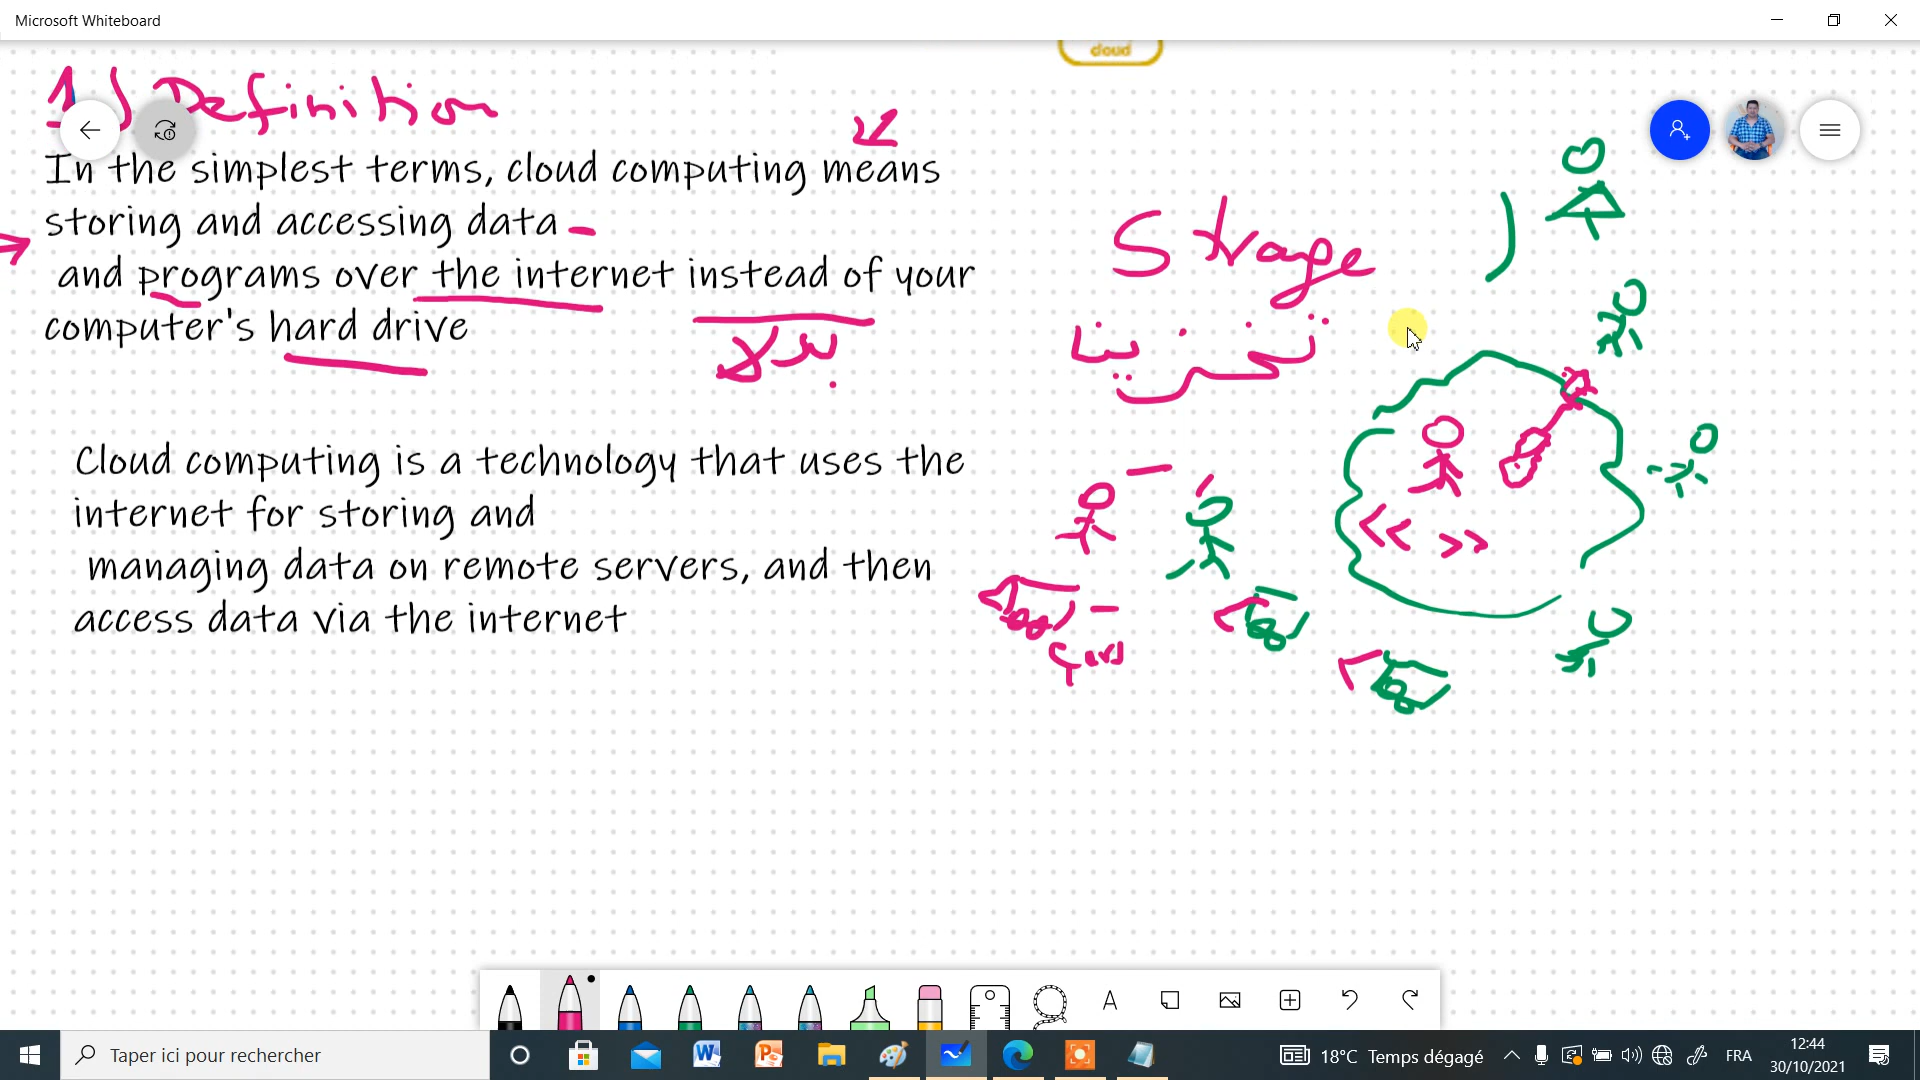 Microsoft Whiteboard
cloud
1) Definition
In the simplest terms, cloud computing means
storing and accessing data
and programs over the internet instead of your
computer's hard drive
Storage
Cloud computing is a technology that uses the
internet for storing and
managing data on remote servers, and then
access data via the internet
<< >>
Taper ici pour rechercher
18°C Temps dégagé
FRA
12:44
30/10/2021